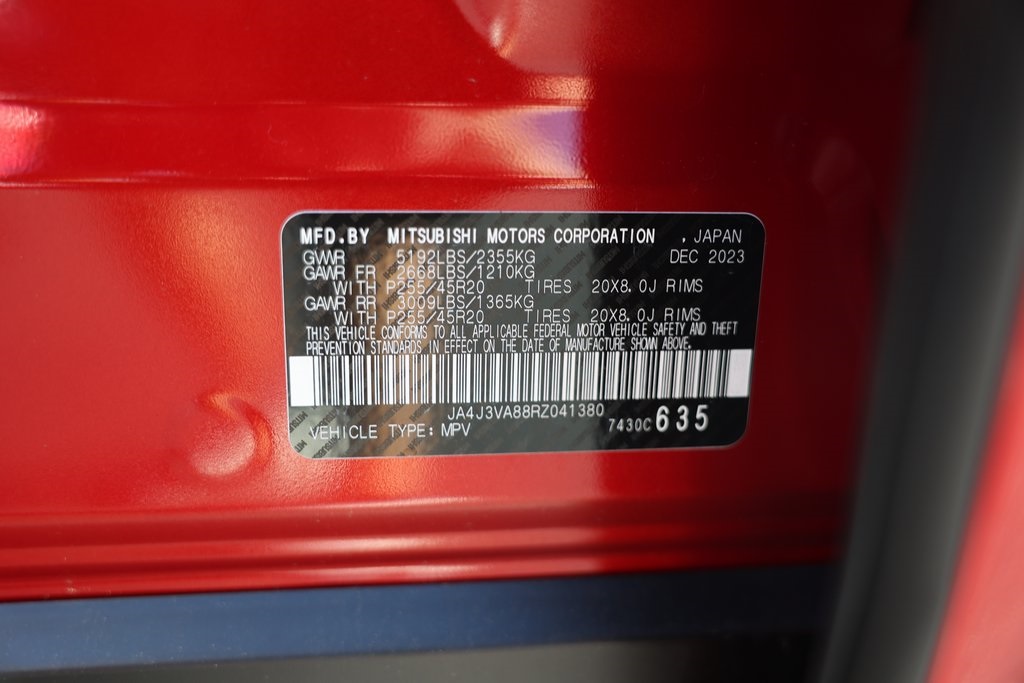 MFD.BY MITSUBISHI MOTORS CORPORATION , JAPAN
GVWR 5192LBS/2355KG DEC 2023
GAWR FR 2668LBS/1210KG
WITH P255/45R20 TIRES 20X8.0J RIMS
GAWR RR 3009LBS/1365KG
WITH P255/45R20 TIRES 20X8.0J RIMS
THIS VEHICLE CONFORMS TO ALL APPLICABLE FEDERAL MOTOR VEHICLE SAFETY AND THEFT
PREVENTION STANDARDS IN EFFECT ON THE DATE OF MANUFACTURE SHOWN ABOVE.
JA4J3VA88RZ041380
VEHICLE TYPE: MPV 7430C 635